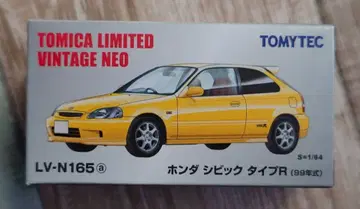 TOMICA LIMITED
VINTAGE NEO
TOMYTEC
S=1/64
LV-N165ⓐ
ホンダ シビック タイプR (99年式)